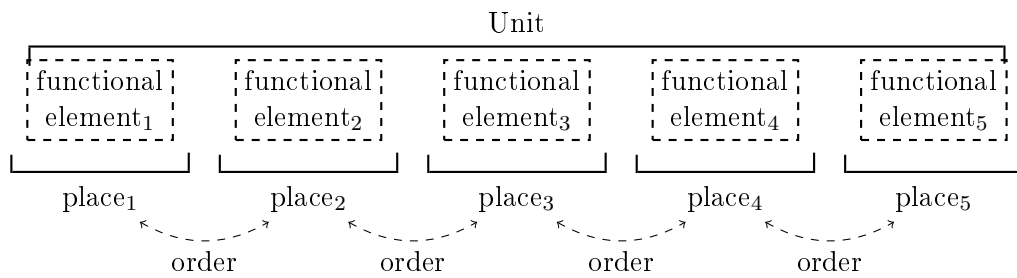 Unit
functional functional functional functional functional
element₁ element₂ element₃ element₄ element₅
place₁ place₂ place₃ place₄ place₅
order order order order